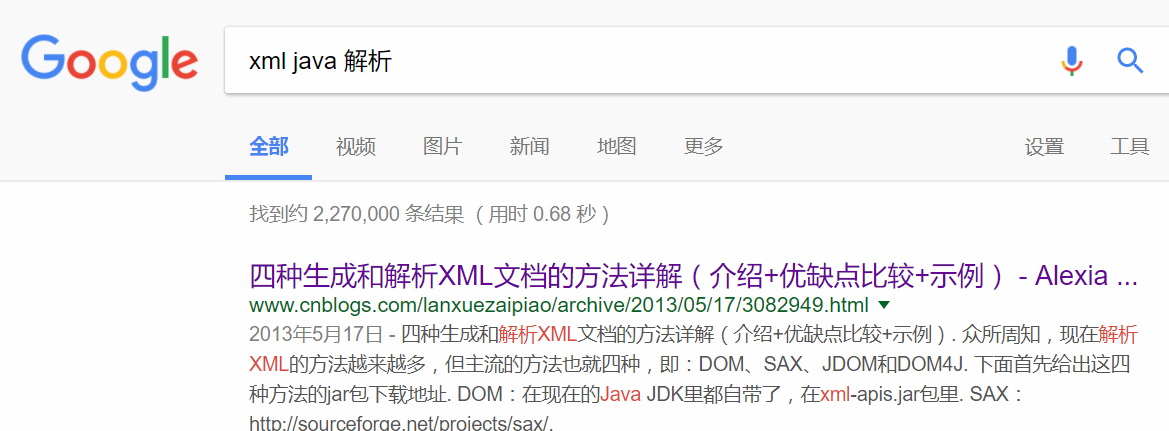 Google
xml java 解析
全部 视频 图片 新闻 地图 更多 设置 工具
找到约 2,270,000 条结果 （用时 0.68 秒）
四种生成和解析XML文档的方法详解（介绍+优缺点比较+示例） - Alexia ...
www.cnblogs.com/lanxuezaipiao/archive/2013/05/17/3082949.html
2013年5月17日 - 四种生成和解析XML文档的方法详解（介绍+优缺点比较+示例）. 众所周知，现在解析
XML的方法越来越多，但主流的方法也就四种，即：DOM、SAX、JDOM和DOM4J. 下面首先给出这四
种方法的jar包下载地址. DOM：在现在的Java JDK里都自带了，在xml-apis.jar包里. SAX：
http://sourceforge.net/projects/sax/.